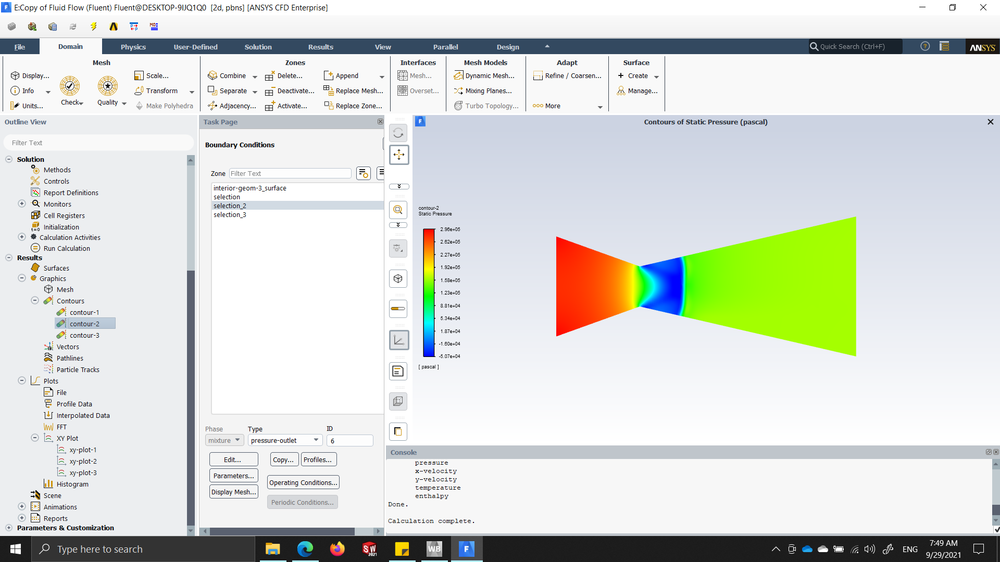 E:Copy of Fluid Flow (Fluent) Fluent@DESKTOP-9IJQ1Q0 [2d, pbns] [ANSYS CFD Enterprise]
File Domain Physics User-Defined Solution Results View Parallel Design Quick Search (Ctrl+F) ANSYS
Mesh
Display...
Info
Units...
Check
Quality
Scale...
Transform
Make Polyhedra
Zones
Combine
Separate
Adjacency...
Delete...
Deactivate...
Activate...
Append
Replace Mesh...
Replace Zone...
Interfaces
Mesh...
Overset...
Mesh Models
Dynamic Mesh...
Mixing Planes...
Turbo Topology...
Adapt
Refine / Coarsen...
More
Surface
Create
Manage...
Outline View
Filter Text
Solution
Methods
Controls
Report Definitions
Monitors
Cell Registers
Initialization
Calculation Activities
Run Calculation
Results
Surfaces
Graphics
Mesh
Contours
contour-1
contour-2
contour-3
Vectors
Pathlines
Particle Tracks
Plots
File
Profile Data
Interpolated Data
FFT
XY Plot
xy-plot-1
xy-plot-2
xy-plot-3
Histogram
Scene
Animations
Reports
Parameters & Customization
Task Page
Boundary Conditions
Zone Filter Text
interior-geom-3_surface
selection
selection_2
selection_3
Phase Type ID
mixture pressure-outlet 6
Edit... Copy... Profiles...
Parameters... Operating Conditions...
Display Mesh... Periodic Conditions...
Contours of Static Pressure (pascal)
contour-2
Static Pressure
2.96e+05
2.62e+05
2.27e+05
1.92e+05
1.58e+05
1.23e+05
8.81e+04
5.34e+04
1.87e+04
-1.60e+04
-5.07e+04
[ pascal ]
Console
pressure
x-velocity
y-velocity
temperature
enthalpy
Done.
Calculation complete.
Type here to search
SW
2021
WB
F
ENG
7:49 AM
9/29/2021